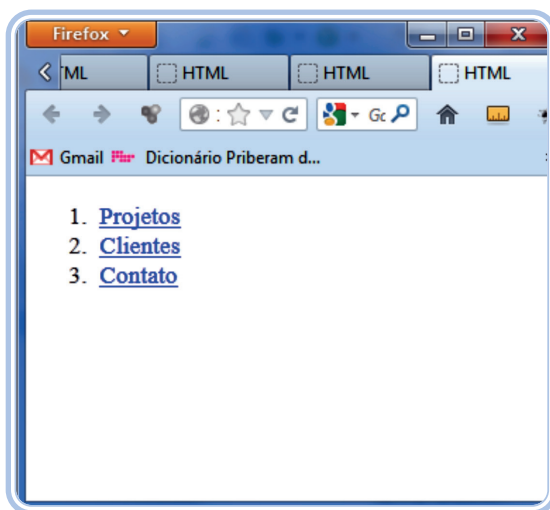 Firefox
ML HTML HTML HTML
Gc
Gmail Dicionário Priberam d...
1. Projetos
2. Clientes
3. Contato